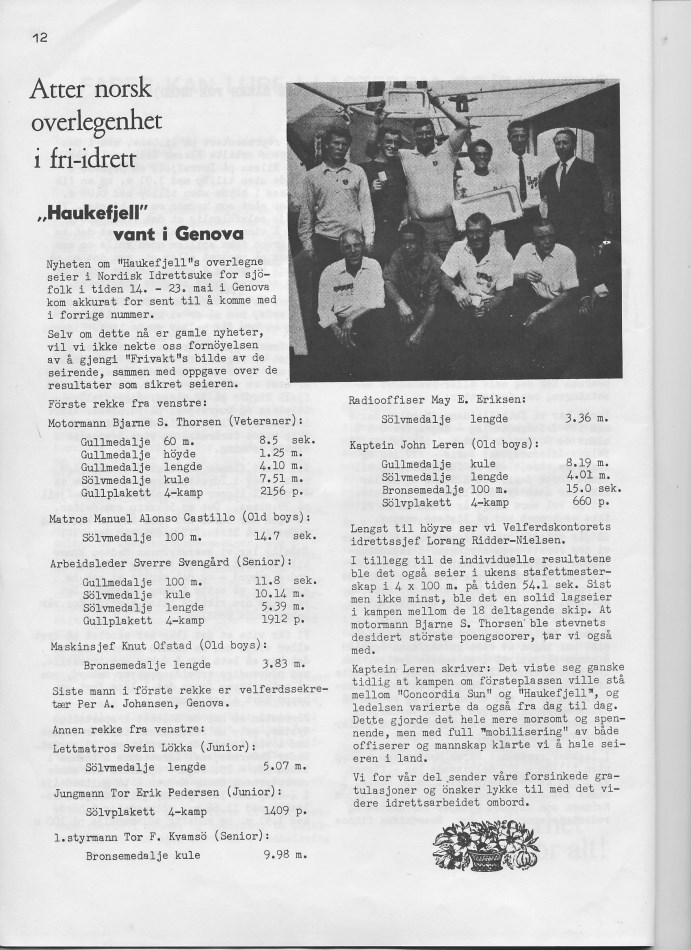 12
Atter norsk
overlegenhet
i fri-idrett
„Haukefjell"
vant i Genova
Nyheten om "Haukefjell"s overlegne
seier i Nordisk Idrettsuke for sjö-
folk i tiden 14. - 23. mai i Genova
kom akkurat for sent til å komme med
i forrige nummer.
Selv om dette nå er gamle nyheter,
vil vi ikke nekte oss fornöyelsen
av å gjengi "Frivakt"s bilde av de
seirende, sammen med oppgave over de
resultater som sikret seieren.
Förste rekke fra venstre:
Motormann Bjarne S. Thorsen (Veteraner):
Gullmedalje 60 m. 8.5 sek.
Gullmedalje höyde 1.25 m.
Gullmedalje lengde 4.10 m.
Sölvmedalje kule 7.51 m.
Gullplakett 4-kamp 2156 p.
Matros Manuel Alonso Castillo (Old boys):
Sölvmedalje 100 m. 14.7 sek.
Arbeidsleder Sverre Svengård (Senior):
Gullmedalje 100 m. 11.8 sek.
Sölvmedalje kule 10.14 m.
Sölvmedalje lengde 5.39 m.
Gullplakett 4-kamp 1912 p.
Maskinsjef Knut Ofstad (Old boys):
Bronsemedalje lengde 3.83 m.
Siste mann i förste rekke er velferdssekre-
tær Per A. Johansen, Genova.
Annen rekke fra venstre:
Lettmatros Svein Lökka (Junior):
Sölvmedalje lengde 5.07 m.
Jungmann Tor Erik Pedersen (Junior):
Sölvplakett 4-kamp 1409 p.
1.styrmann Tor F. Kvamsö (Senior):
Bronsemedalje kule 9.98 m.
Radiooffiser May E. Eriksen:
Sölvmedalje lengde 3.36 m.
Kaptein John Leren (Old boys):
Gullmedalje kule 8.19 m.
Sölvmedalje lengde 4.01 m.
Bronsemedalje 100 m. 15.0 sek.
Sölvplakett 4-kamp 660 p.
Lengst til höyre ser vi Velferdskontorets
idrettssjef Lorang Ridder-Nielsen.
I tillegg til de individuelle resultatene
ble det også seier i ukens stafettmester-
skap i 4 x 100 m. på tiden 54.1 sek. Sist
men ikke minst, ble det en solid lagseier
i kampen mellom de 18 deltagende skip. At
motormann Bjarne S. Thorsen ble stevnets
desidert störste poengscorer, tar vi også
med.
Kaptein Leren skriver: Det viste seg ganske
tidlig at kampen om försteplassen ville stå
mellom "Concordia Sun" og "Haukefjell", og
ledelsen varierte da også fra dag til dag.
Dette gjorde det hele mere morsomt og spen-
nende, men med full "mobilisering" av både
offiserer og mannskap klarte vi å hale sei-
eren i land.
Vi for vår del sender våre forsinkede gra-
tulasjoner og önsker lykke til med det vi-
dere idrettsarbeidet ombord.